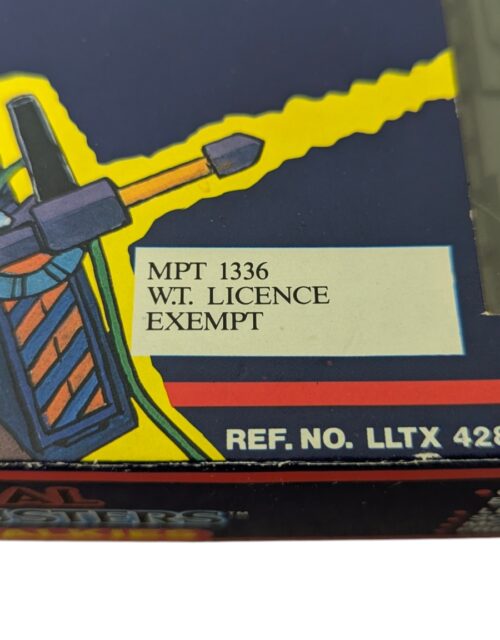 MPT 1336
W.T. LICENCE
EXEMPT
REF. NO. LLTX 428